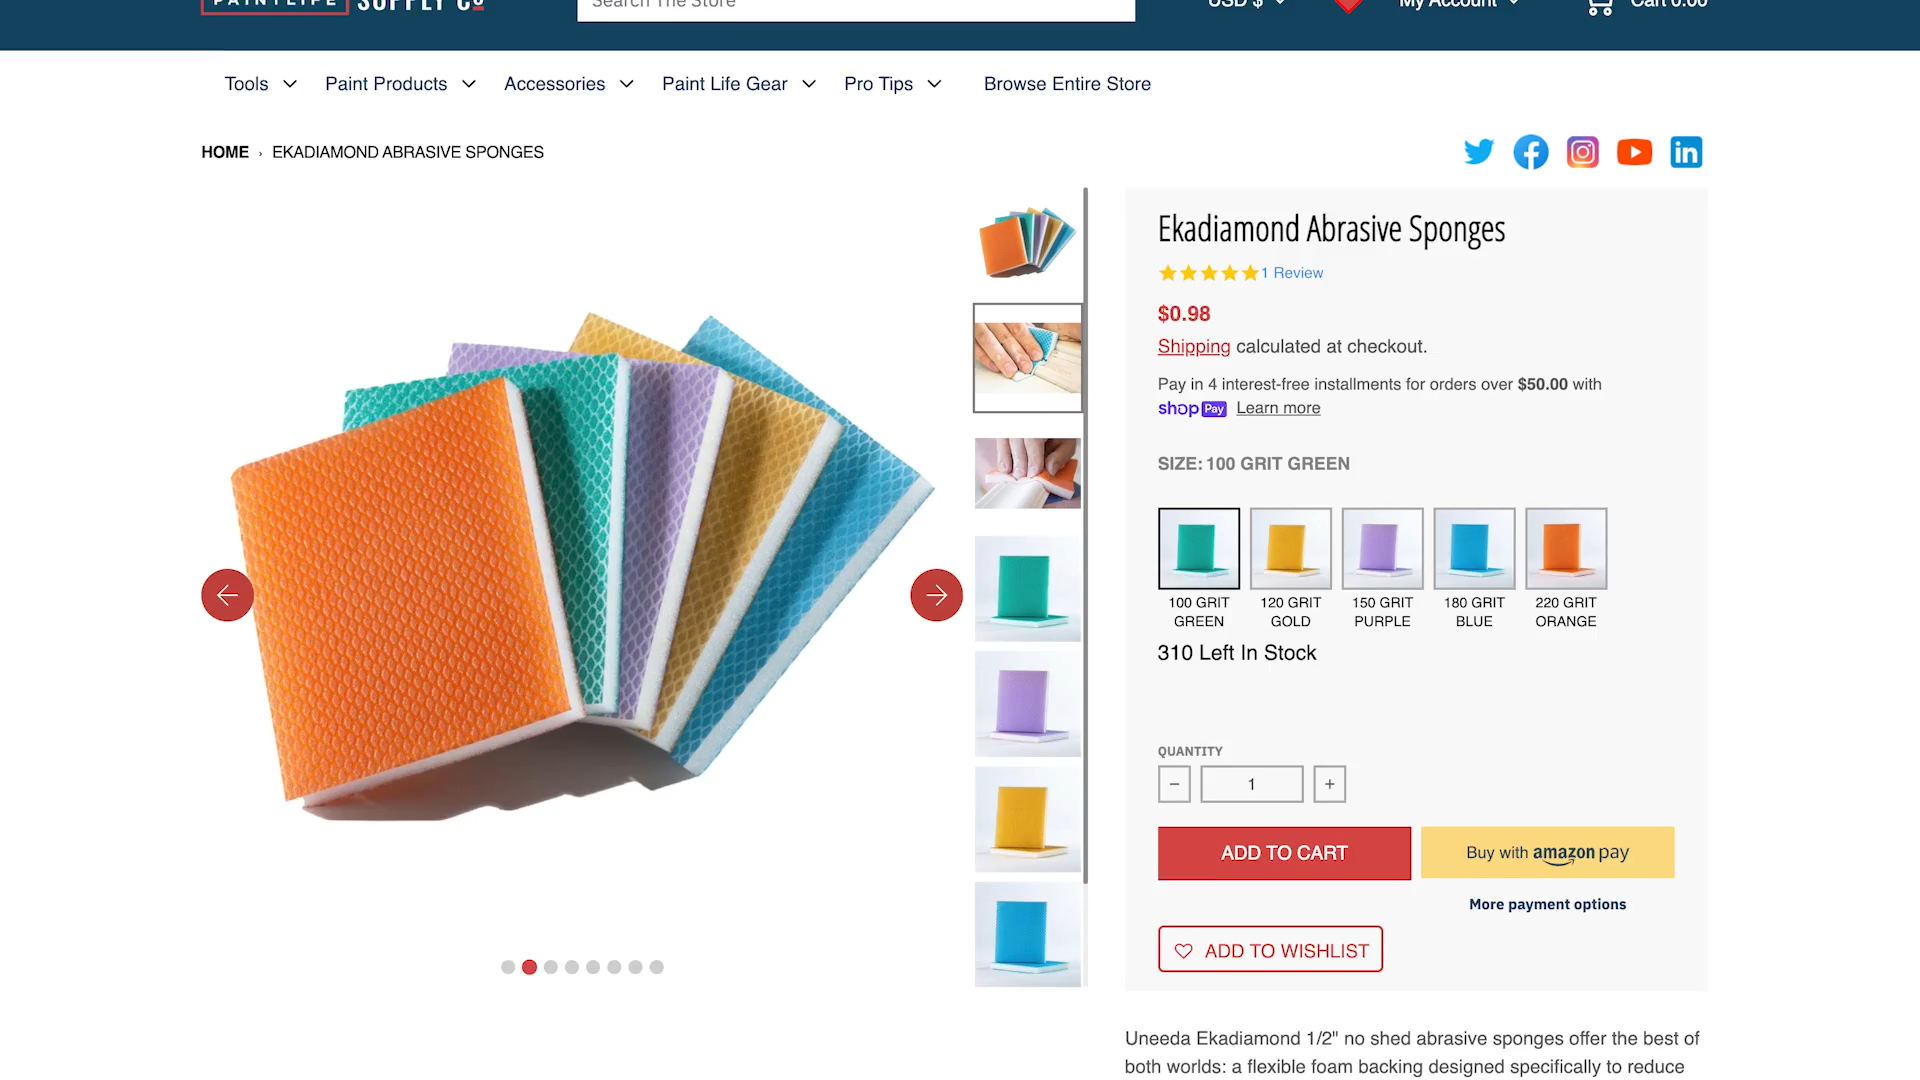 PAINTLIFE SUPPLY Co
Search The Store
USD $
My Account
Cart 0.00
Tools
Paint Products
Accessories
Paint Life Gear
Pro Tips
Browse Entire Store
HOME › EKADIAMOND ABRASIVE SPONGES
in
Ekadiamond Abrasive Sponges
1 Review
$0.98
Shipping calculated at checkout.
Pay in 4 interest-free installments for orders over $50.00 with
shop Pay Learn more
SIZE: 100 GRIT GREEN
100 GRIT GREEN
120 GRIT GOLD
150 GRIT PURPLE
180 GRIT BLUE
220 GRIT ORANGE
310 Left In Stock
QUANTITY
− 1 +
ADD TO CART
Buy with amazon pay
More payment options
ADD TO WISHLIST
Uneeda Ekadiamond 1/2" no shed abrasive sponges offer the best of
both worlds: a flexible foam backing designed specifically to reduce